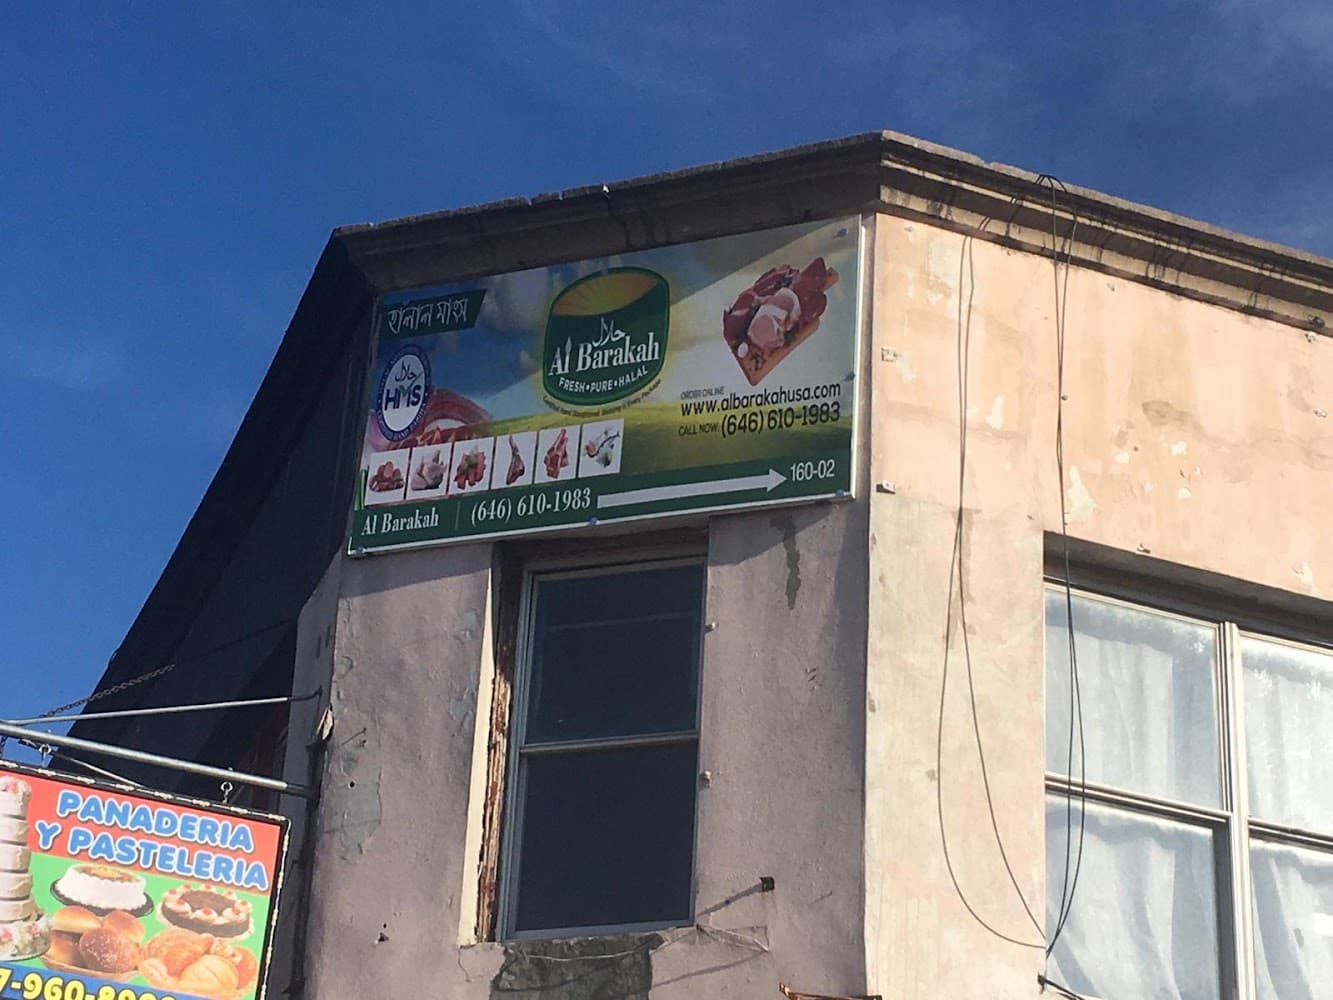 হালাল মাংস
حلال
HMS
حلال
Al Barakah
FRESH • PURE • HALAL
ORDER ONLINE
www.albarakahusa.com
CALL NOW (646) 610-1983
Al Barakah | (646) 610-1983
160-02
PANADERIA
Y PASTELERIA